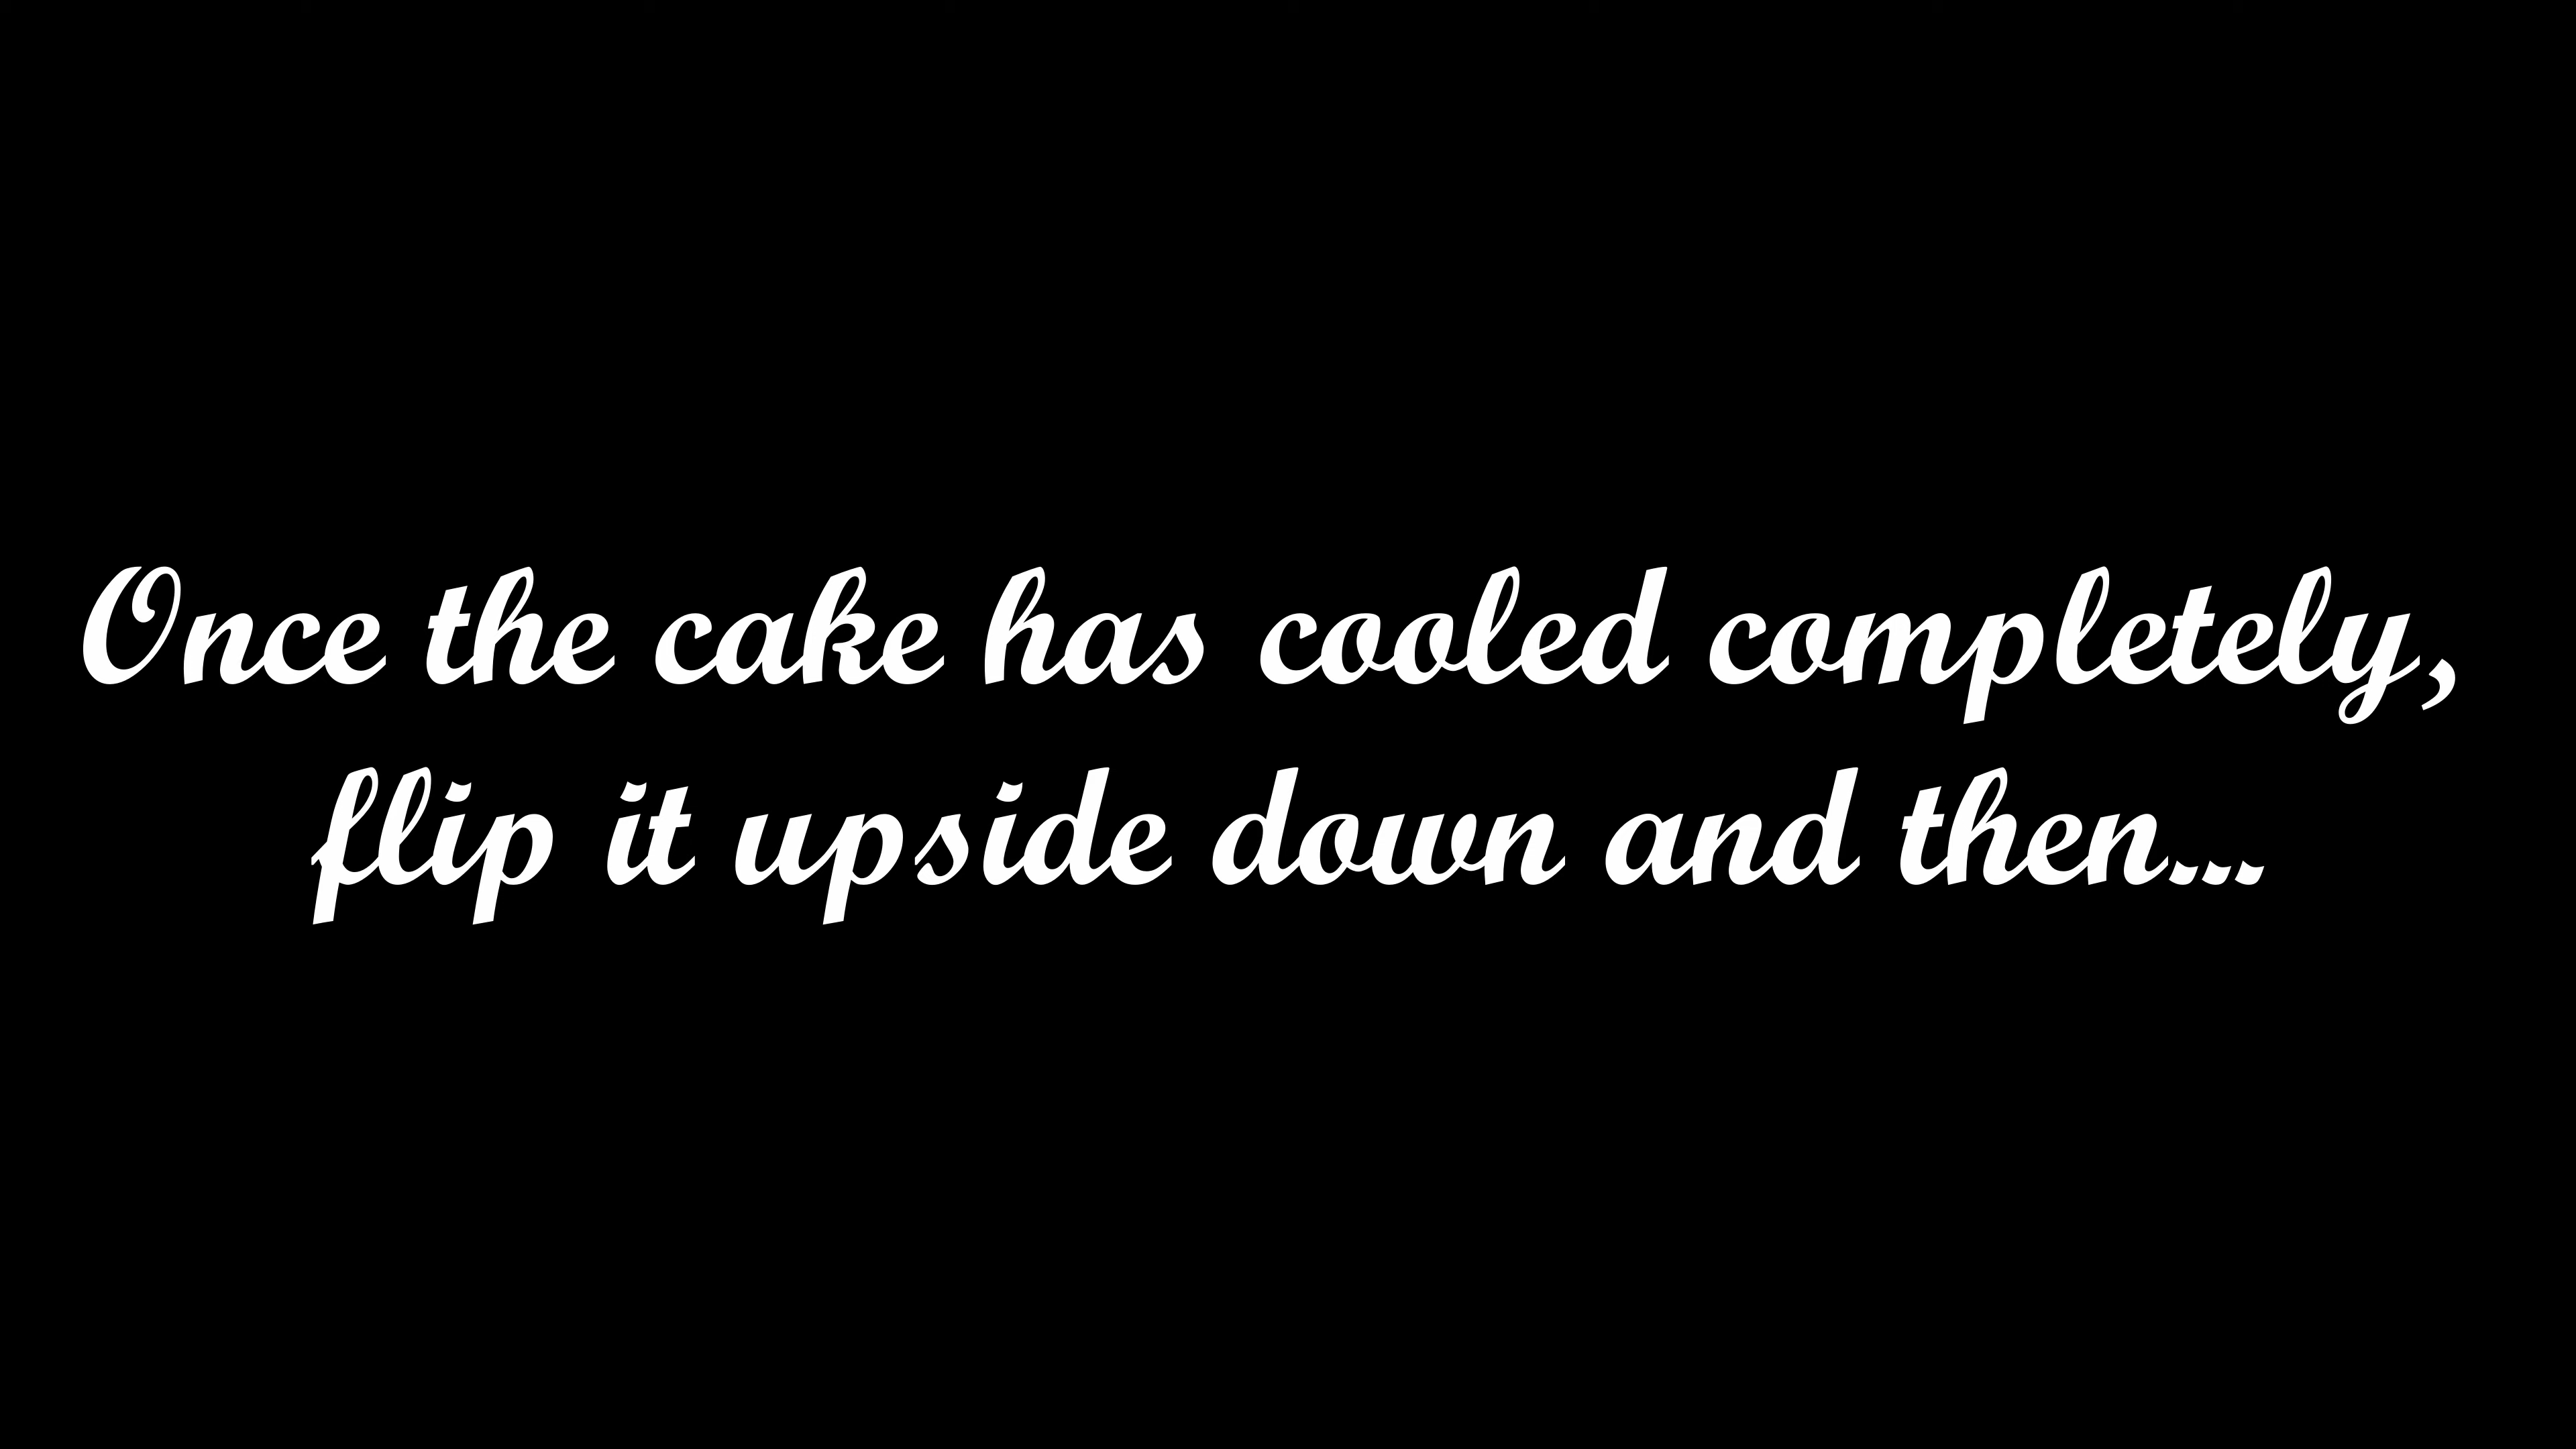 Once the cake has cooled completely,
flip it upside down and then...